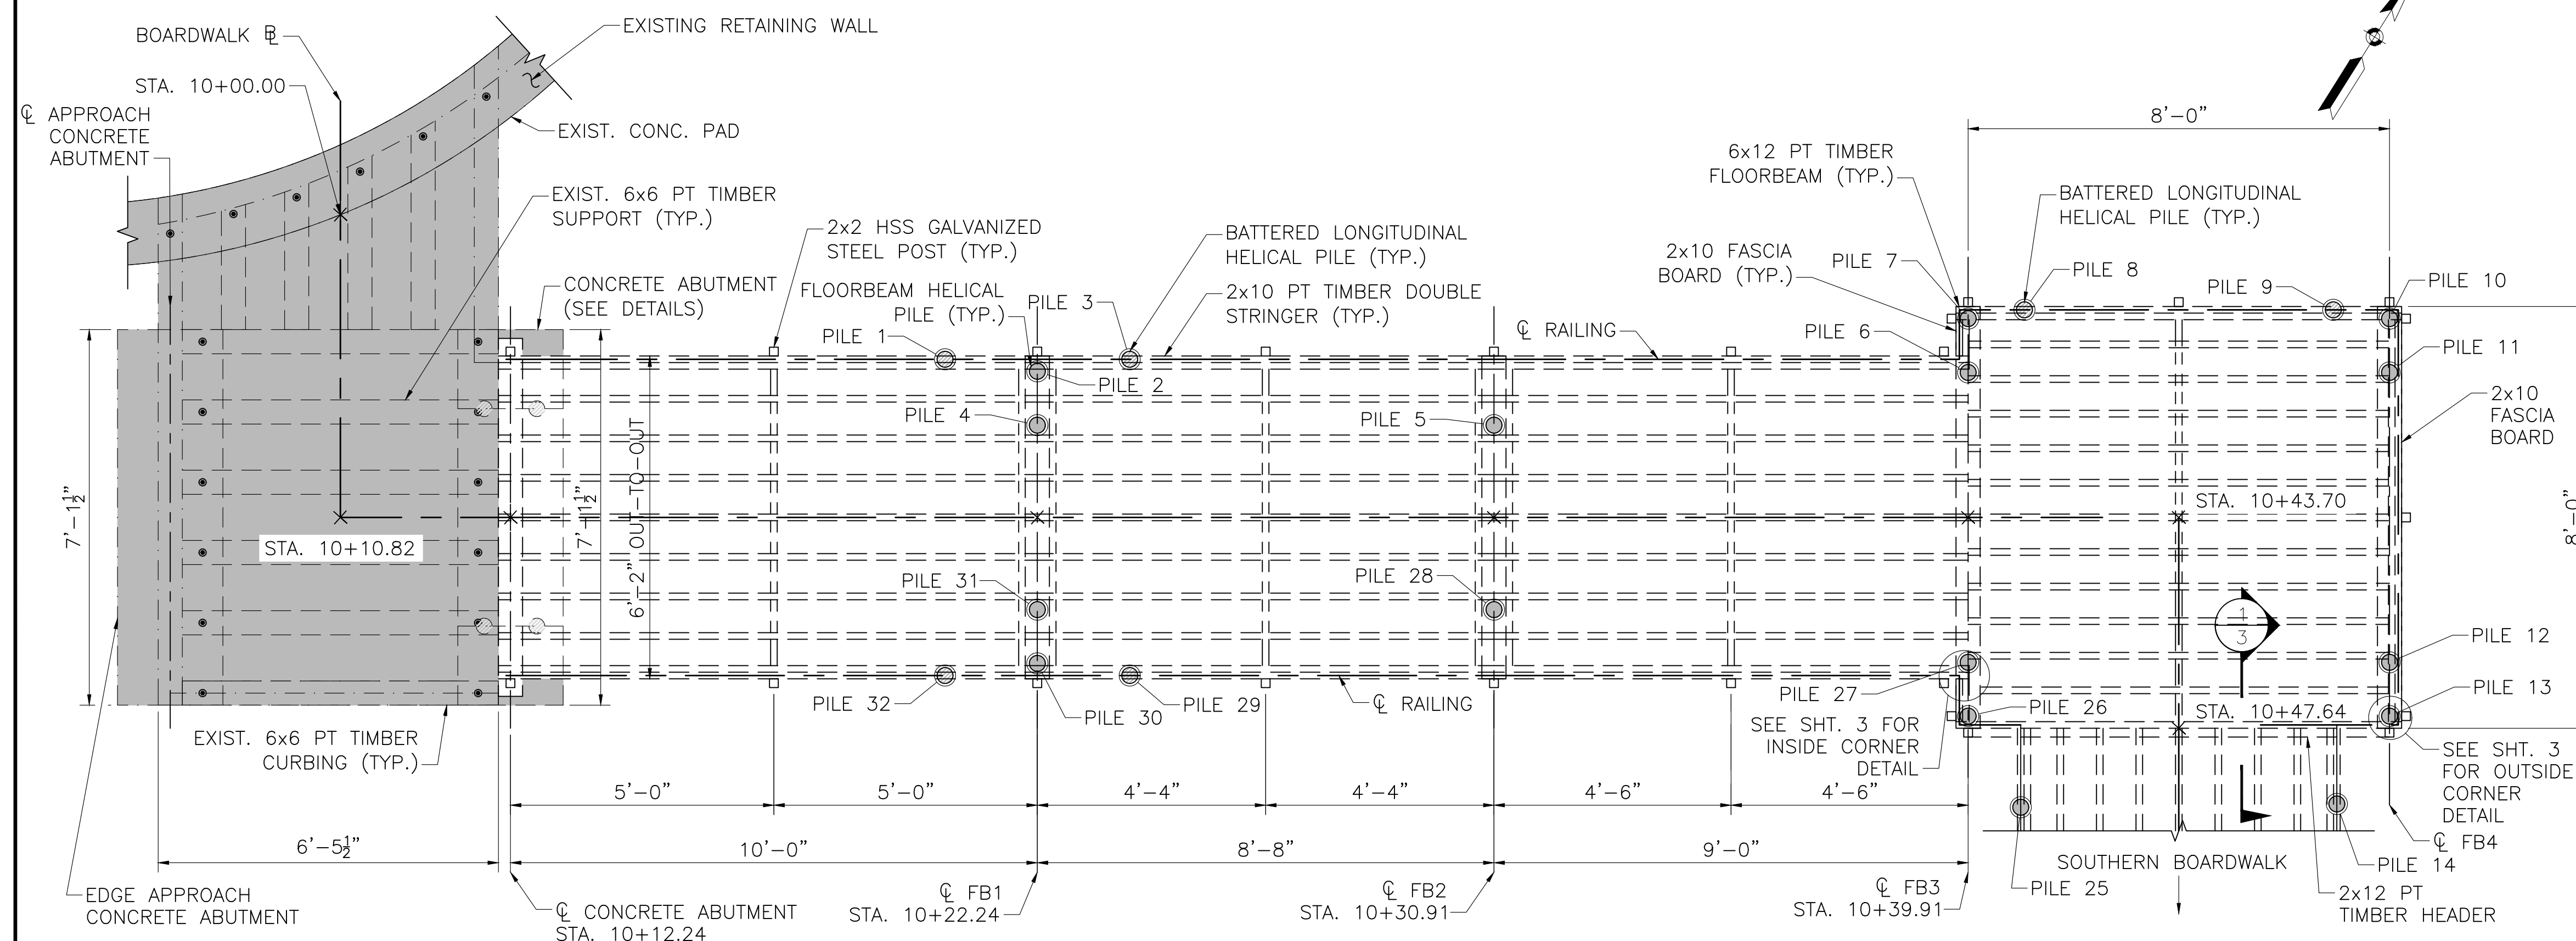 BOARDWALK ℄
EXISTING RETAINING WALL
STA. 10+00.00
℄ APPROACH
CONCRETE
ABUTMENT
EXIST. CONC. PAD
EXIST. 6x6 PT TIMBER
SUPPORT (TYP.)
2x2 HSS GALVANIZED
STEEL POST (TYP.)
CONCRETE ABUTMENT
(SEE DETAILS)
FLOORBEAM HELICAL
PILE (TYP.)
PILE 3
BATTERED LONGITUDINAL
HELICAL PILE (TYP.)
2x10 PT TIMBER DOUBLE
STRINGER (TYP.)
PILE 1
PILE 2
PILE 4
PILE 5
℄ RAILING
6x12 PT TIMBER
FLOORBEAM (TYP.)
2x10 FASCIA
BOARD (TYP.)
PILE 7
PILE 6
8'-0"
BATTERED LONGITUDINAL
HELICAL PILE (TYP.)
PILE 8
PILE 9
PILE 10
PILE 11
2x10
FASCIA
BOARD
8'-0"
7'-1½"
STA. 10+10.82
7'-1½"
6'-2" OUT-TO-OUT
STA. 10+43.70
PILE 31
PILE 28
1
3
PILE 12
PILE 13
PILE 32
PILE 30
PILE 29
℄ RAILING
PILE 27
PILE 26
STA. 10+47.64
SEE SHT. 3 FOR
INSIDE CORNER
DETAIL
SEE SHT. 3
FOR OUTSIDE
CORNER
DETAIL
EXIST. 6x6 PT TIMBER
CURBING (TYP.)
5'-0"
5'-0"
4'-4"
4'-4"
4'-6"
4'-6"
6'-5½"
10'-0"
8'-8"
9'-0"
℄ FB4
SOUTHERN BOARDWALK
PILE 14
PILE 25
2x12 PT
TIMBER HEADER
EDGE APPROACH
CONCRETE ABUTMENT
℄ CONCRETE ABUTMENT
STA. 10+12.24
℄ FB1
STA. 10+22.24
℄ FB2
STA. 10+30.91
℄ FB3
STA. 10+39.91